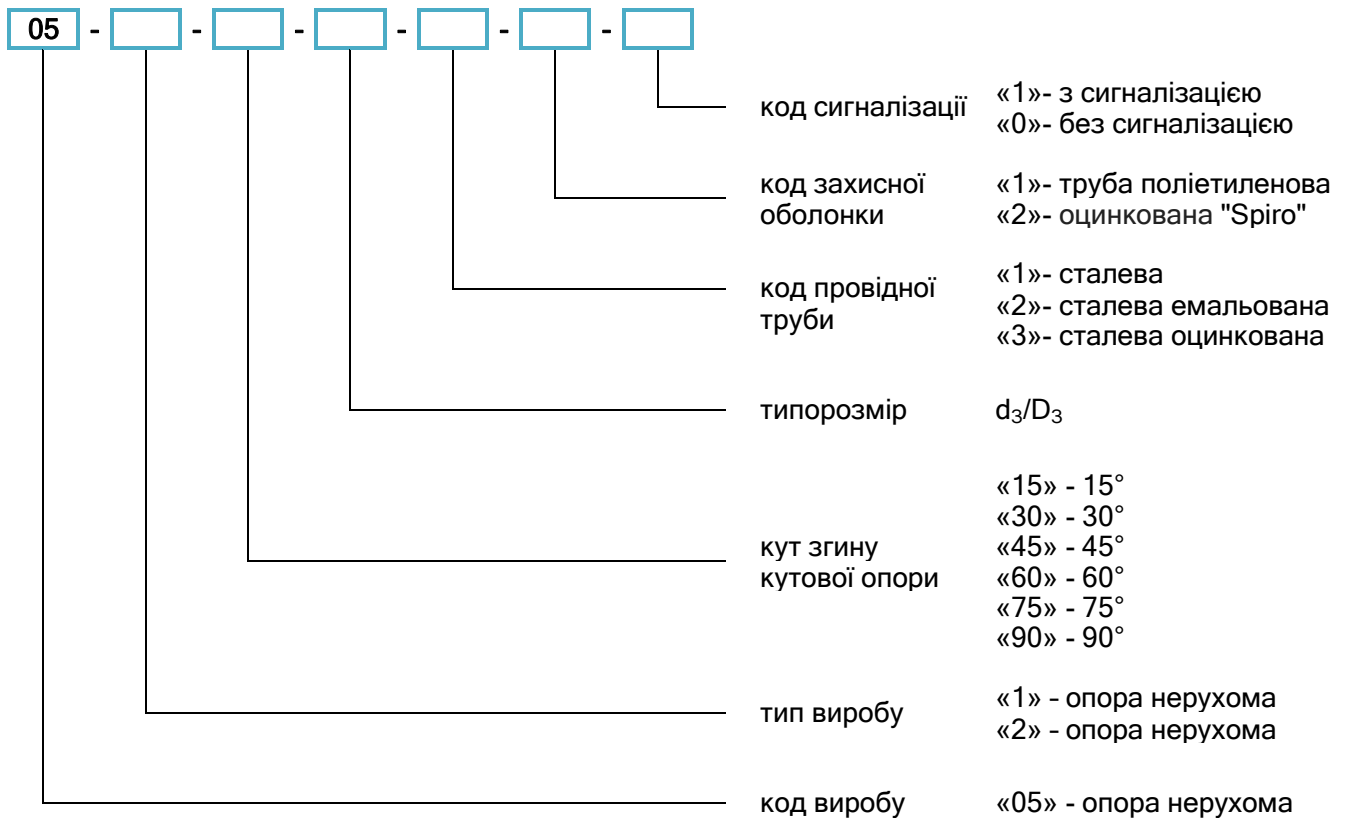 05 - - - - - -
код сигналізації
«1»- з сигналізацією
«0»- без сигналізацією
код захисної
оболонки
«1»- труба поліетиленова
«2»- оцинкована "Spiro"
код провідної
труби
«1»- сталева
«2»- сталева емальована
«3»- сталева оцинкована
типорозмір
d₃/D₃
кут згину
кутової опори
«15» - 15°
«30» - 30°
«45» - 45°
«60» - 60°
«75» - 75°
«90» - 90°
тип виробу
«1» - опора нерухома
«2» - опора нерухома
код виробу
«05» - опора нерухома